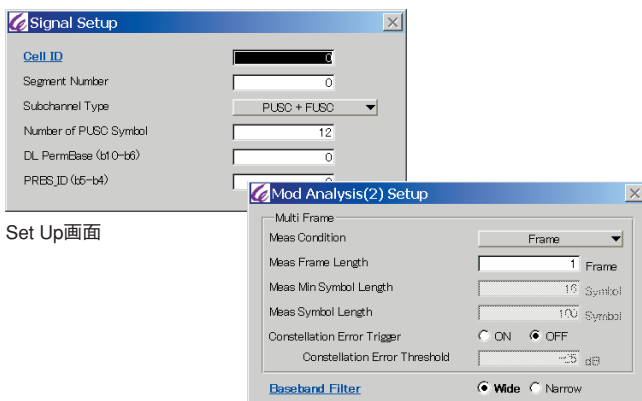 Signal Setup
Cell ID 0
Segment Number 0
Subchannel Type PUSC + FUSC
Number of PUSC Symbol 12
DL PermBase (b10-b6) 0
PRBS_ID (b5-b4)
Set Up画面
Mod Analysis(2) Setup
Multi Frame
Meas Condition Frame
Meas Frame Length 1 Frame
Meas Min Symbol Length 16 Symbol
Meas Symbol Length 100 Symbol
Constellation Error Trigger ON OFF
Constellation Error Threshold -25 dB
Baseband Filter Wide Narrow